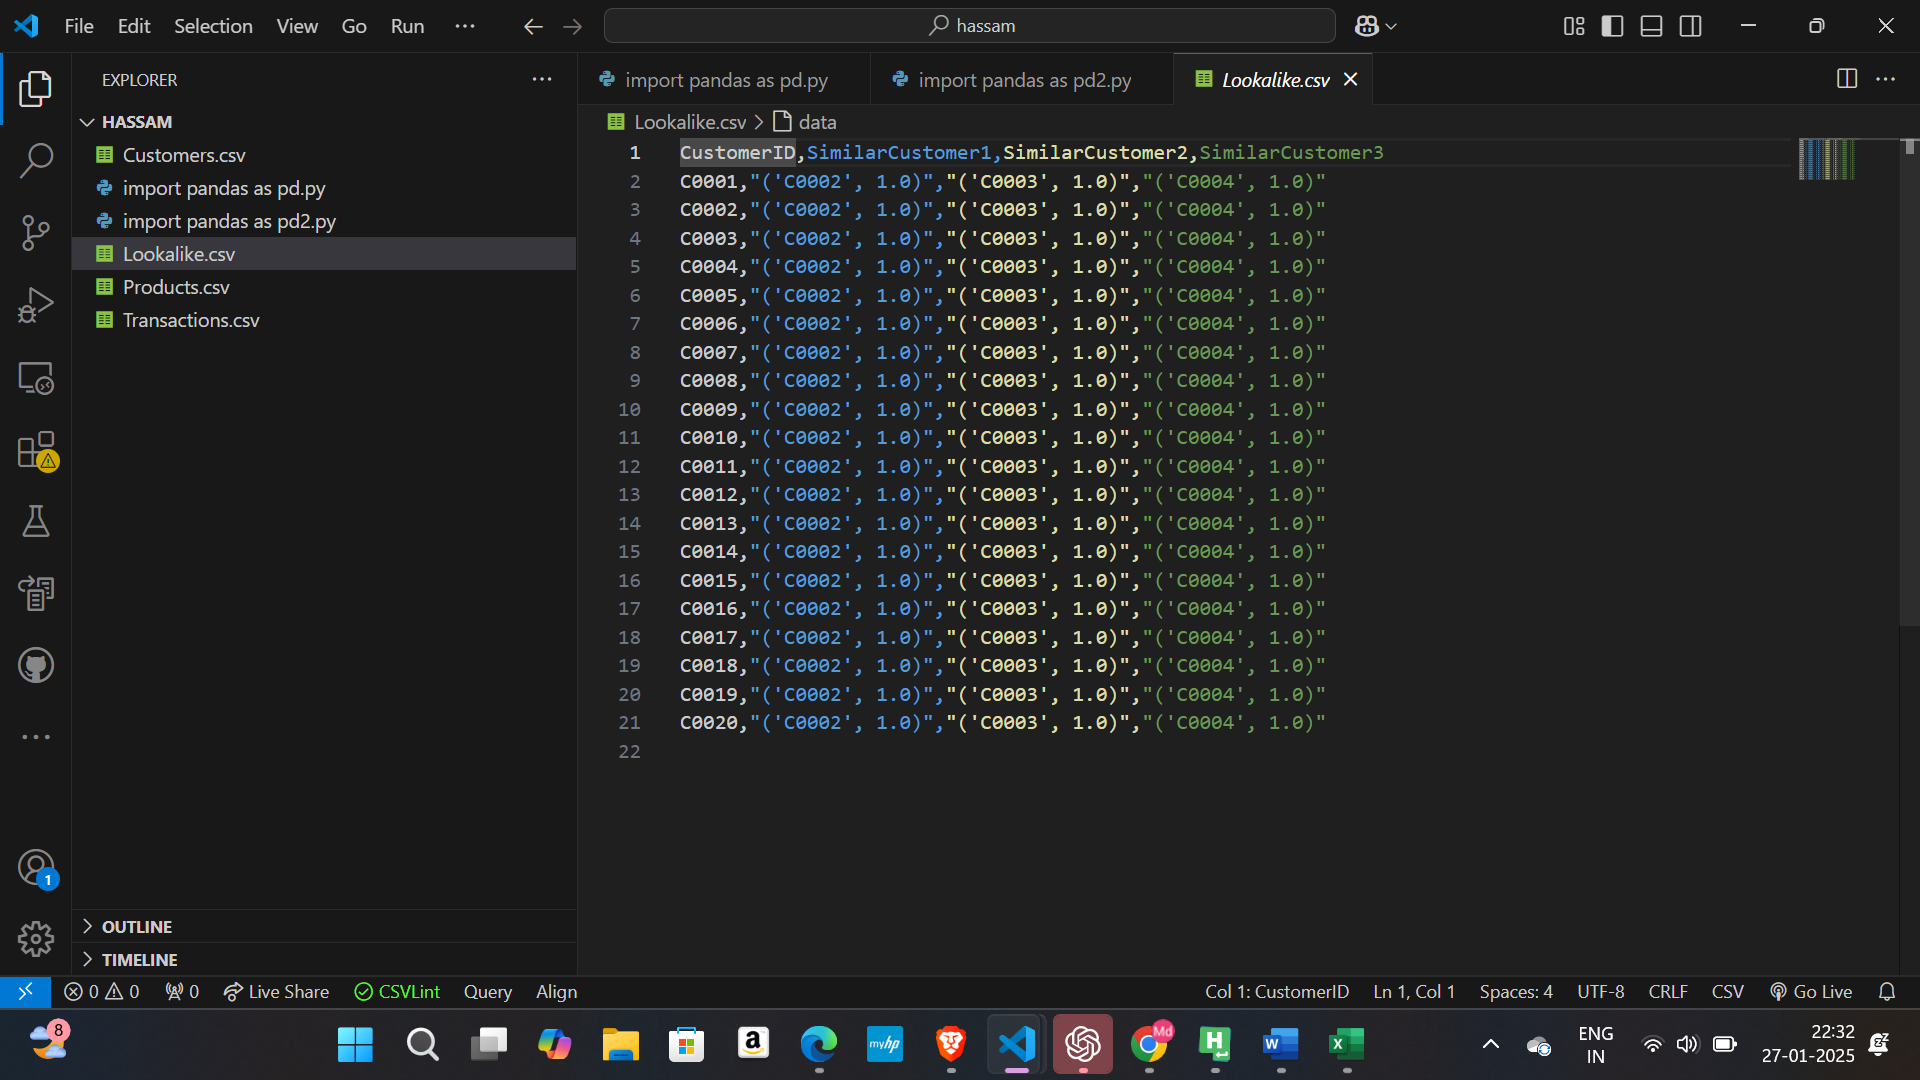 File Edit Selection View Go Run ···
hassam
EXPLORER
HASSAM
Customers.csv
import pandas as pd.py
import pandas as pd2.py
Lookalike.csv
Products.csv
Transactions.csv
OUTLINE
TIMELINE
import pandas as pd.py
import pandas as pd2.py
Lookalike.csv
Lookalike.csv > data
1 CustomerID,SimilarCustomer1,SimilarCustomer2,SimilarCustomer3
2 C0001,"('C0002', 1.0)","('C0003', 1.0)","('C0004', 1.0)"
3 C0002,"('C0002', 1.0)","('C0003', 1.0)","('C0004', 1.0)"
4 C0003,"('C0002', 1.0)","('C0003', 1.0)","('C0004', 1.0)"
5 C0004,"('C0002', 1.0)","('C0003', 1.0)","('C0004', 1.0)"
6 C0005,"('C0002', 1.0)","('C0003', 1.0)","('C0004', 1.0)"
7 C0006,"('C0002', 1.0)","('C0003', 1.0)","('C0004', 1.0)"
8 C0007,"('C0002', 1.0)","('C0003', 1.0)","('C0004', 1.0)"
9 C0008,"('C0002', 1.0)","('C0003', 1.0)","('C0004', 1.0)"
10 C0009,"('C0002', 1.0)","('C0003', 1.0)","('C0004', 1.0)"
11 C0010,"('C0002', 1.0)","('C0003', 1.0)","('C0004', 1.0)"
12 C0011,"('C0002', 1.0)","('C0003', 1.0)","('C0004', 1.0)"
13 C0012,"('C0002', 1.0)","('C0003', 1.0)","('C0004', 1.0)"
14 C0013,"('C0002', 1.0)","('C0003', 1.0)","('C0004', 1.0)"
15 C0014,"('C0002', 1.0)","('C0003', 1.0)","('C0004', 1.0)"
16 C0015,"('C0002', 1.0)","('C0003', 1.0)","('C0004', 1.0)"
17 C0016,"('C0002', 1.0)","('C0003', 1.0)","('C0004', 1.0)"
18 C0017,"('C0002', 1.0)","('C0003', 1.0)","('C0004', 1.0)"
19 C0018,"('C0002', 1.0)","('C0003', 1.0)","('C0004', 1.0)"
20 C0019,"('C0002', 1.0)","('C0003', 1.0)","('C0004', 1.0)"
21 C0020,"('C0002', 1.0)","('C0003', 1.0)","('C0004', 1.0)"
22
1
0 0 0 Live Share CSVLint Query Align Col 1: CustomerID Ln 1, Col 1 Spaces: 4 UTF-8 CRLF CSV Go Live
8
a
myhp
Md
H
W
X
ENG
IN
22:32
27-01-2025